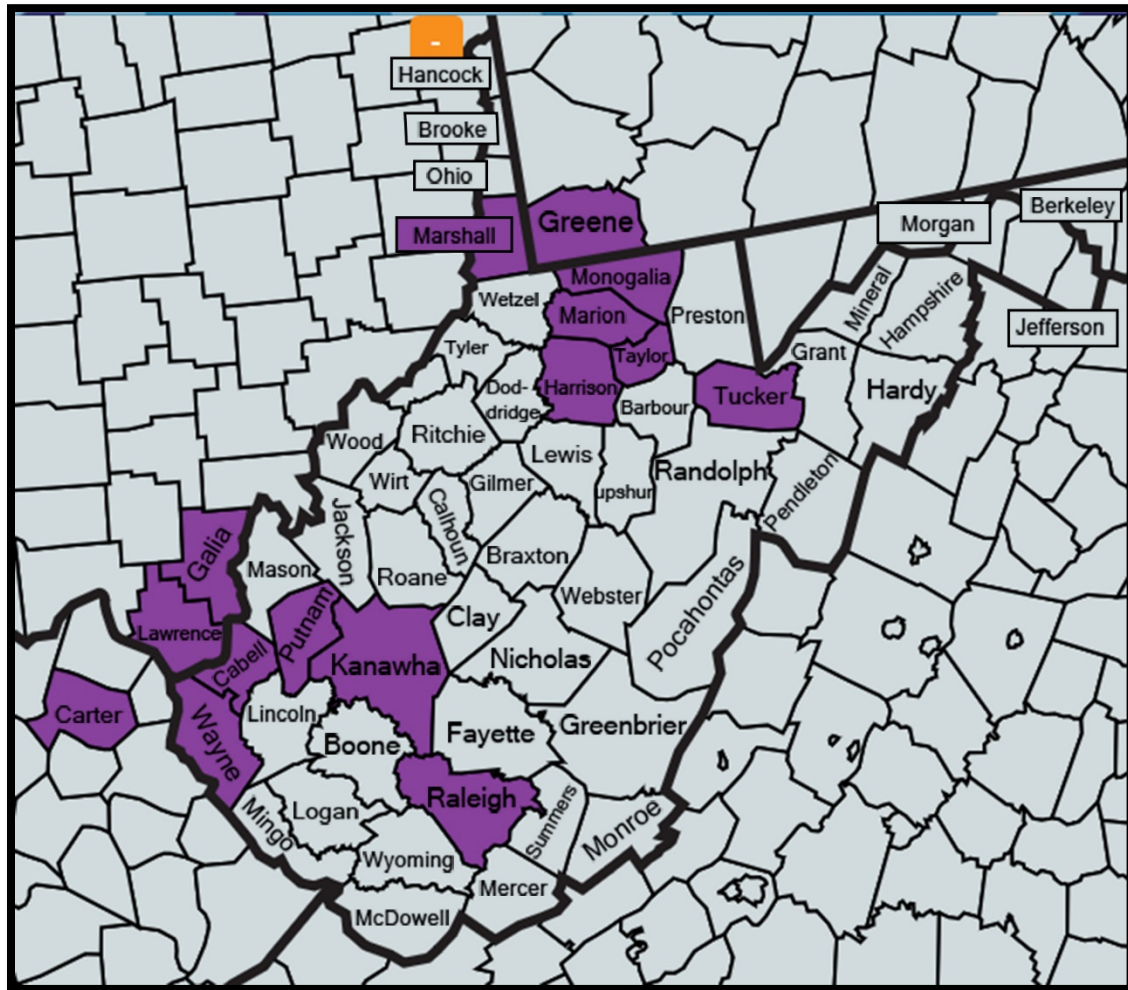 -
Hancock
Brooke
Ohio
Marshall
Greene
Morgan
Berkeley
Jefferson
Monogalia
Wetzel
Marion
Preston
Mineral
Hampshire
Tyler
Taylor
Grant
Dod-
dridge
Harrison
Barbour
Tucker
Hardy
Wood
Ritchie
Lewis
Randolph
Wirt
Gilmer
upshur
Pendleton
Calhoun
Jackson
Galia
Mason
Roane
Braxton
Webster
Pocahontas
Lawrence
Putnam
Clay
Cabell
Kanawha
Nicholas
Carter
Wayne
Lincoln
Boone
Fayette
Greenbrier
Raleigh
Summers
Monroe
Mingo
Logan
Wyoming
Mercer
McDowell